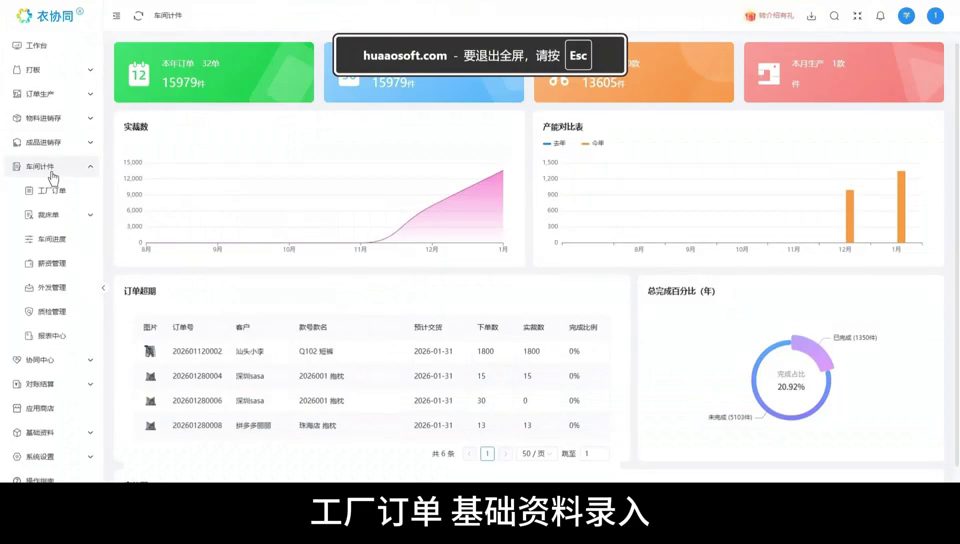 衣协同®
车间计件
转介绍有礼
学
1
工作台
打板
订单生产
物料进销存
成品进销存
车间计件
工厂订单
裁床单
车间进度
薪资管理
外发管理
质检管理
报表中心
协同中心
对账结算
应用商店
基础资料
系统设置
操作指南
12
本年订单 32单
15979件
15979件
0款
13605件
本月生产 1款
件
huaaosoft.com - 要退出全屏，请按 Esc
实裁数
15,000
12,000
9,000
6,000
3,000
0
8月 9月 10月 11月 12月 1月
产能对比表
去年 今年
1,500
1,200
900
600
300
0
8月 9月 10月 11月 12月 1月
订单超期
图片 订单号 客户 款号款名 预计交货 下单数 实裁数 完成比例
202601120002 汕头小李 Q102 短裤 2026-01-31 1800 1800 0%
202601280004 深圳sasa 2026001 抱枕 2026-01-31 15 15 0%
202601280006 深圳sasa 2026001 抱枕 2026-01-31 30 0 0%
202601280008 拼多多丽丽 珠海店 抱枕 2026-01-31 13 13 0%
共 6 条 1 50 / 页 跳至 1
总完成百分比（年）
已完成 (1350件)
完成占比
20.92%
未完成 (5103件)
工厂订单 基础资料录入